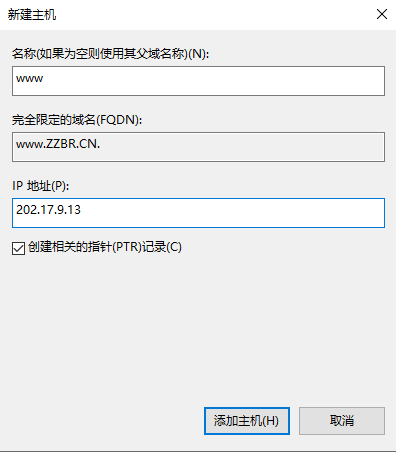 新建主机
名称(如果为空则使用其父域名称)(N):
www
完全限定的域名(FQDN):
www.ZZBR.CN.
IP 地址(P):
202.17.9.13
创建相关的指针(PTR)记录(C)
添加主机(H) 取消